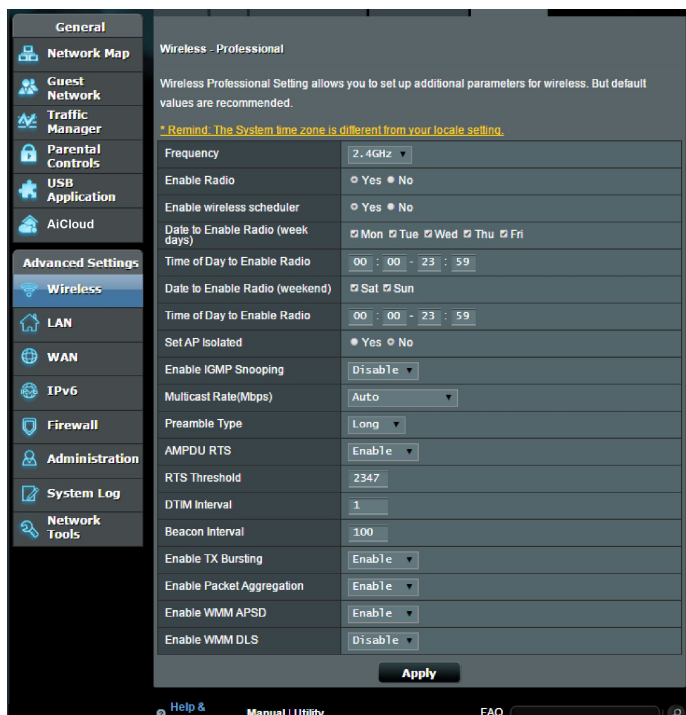 General
Network Map
Guest
Network
Traffic
Manager
Parental
Controls
USB
Application
AiCloud
Advanced Settings
Wireless
LAN
WAN
IPv6
Firewall
Administration
System Log
Network
Tools
Wireless - Professional
Wireless Professional Setting allows you to set up additional parameters for wireless. But default
values are recommended.
* Remind: The System time zone is different from your locale setting.
Frequency 2.4GHz
Enable Radio Yes No
Enable wireless scheduler Yes No
Date to Enable Radio (week
days) Mon Tue Wed Thu Fri
Time of Day to Enable Radio 00 : 00 - 23 : 59
Date to Enable Radio (weekend) Sat Sun
Time of Day to Enable Radio 00 : 00 - 23 : 59
Set AP Isolated Yes No
Enable IGMP Snooping Disable
Multicast Rate(Mbps) Auto
Preamble Type Long
AMPDU RTS Enable
RTS Threshold 2347
DTIM Interval 1
Beacon Interval 100
Enable TX Bursting Enable
Enable Packet Aggregation Enable
Enable WMM APSD Enable
Enable WMM DLS Disable
Apply
Help &
Manual | Utility FAQ